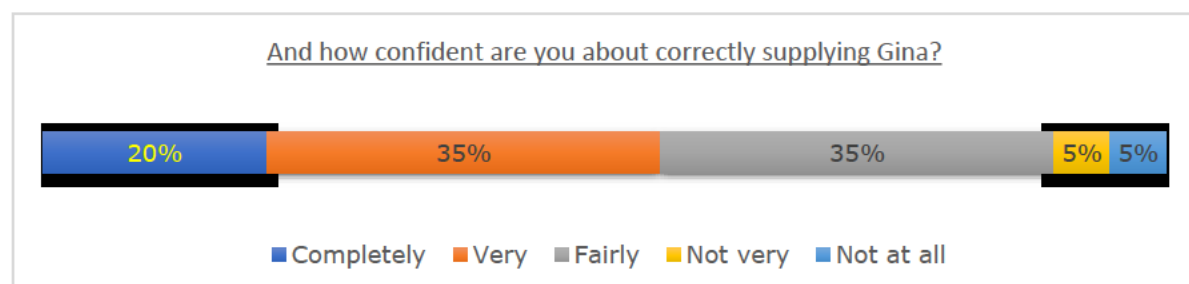 And how confident are you about correctly supplying Gina?
20% 35% 35% 5% 5%
Completely Very Fairly Not very Not at all